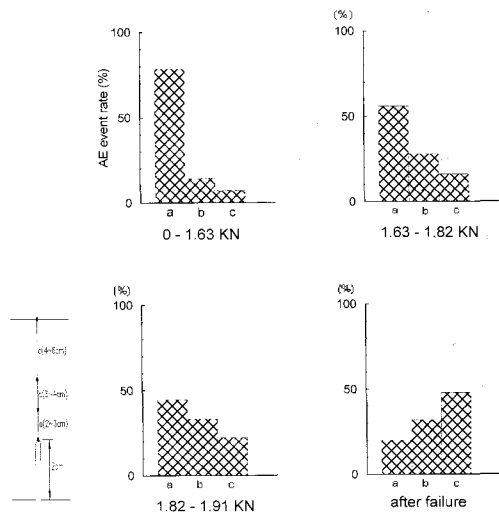 100
50
0
AE event rate (%)
a b c
0 - 1.63 KN
(%)
100
50
0
a b c
1.63 - 1.82 KN
(%)
100
50
0
a b c
1.82 - 1.91 KN
(%)
100
50
0
a b c
after failure
2cm